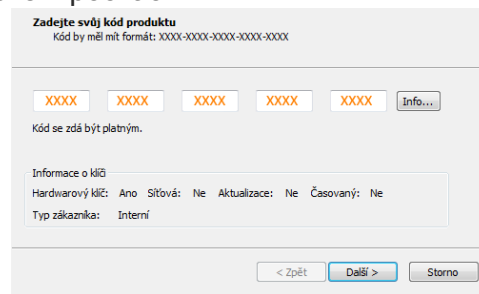 Zadejte svůj kód produktu
Kód by měl mít formát: XXXX-XXXX-XXXX-XXXX-XXXX
XXXX XXXX XXXX XXXX XXXX Info...
Kód se zdá být platným.
Informace o klíči
Hardwarový klíč: Ano Síťová: Ne Aktualizace: Ne Časovaný: Ne
Typ zákazníka: Interní
< Zpět Další > Storno